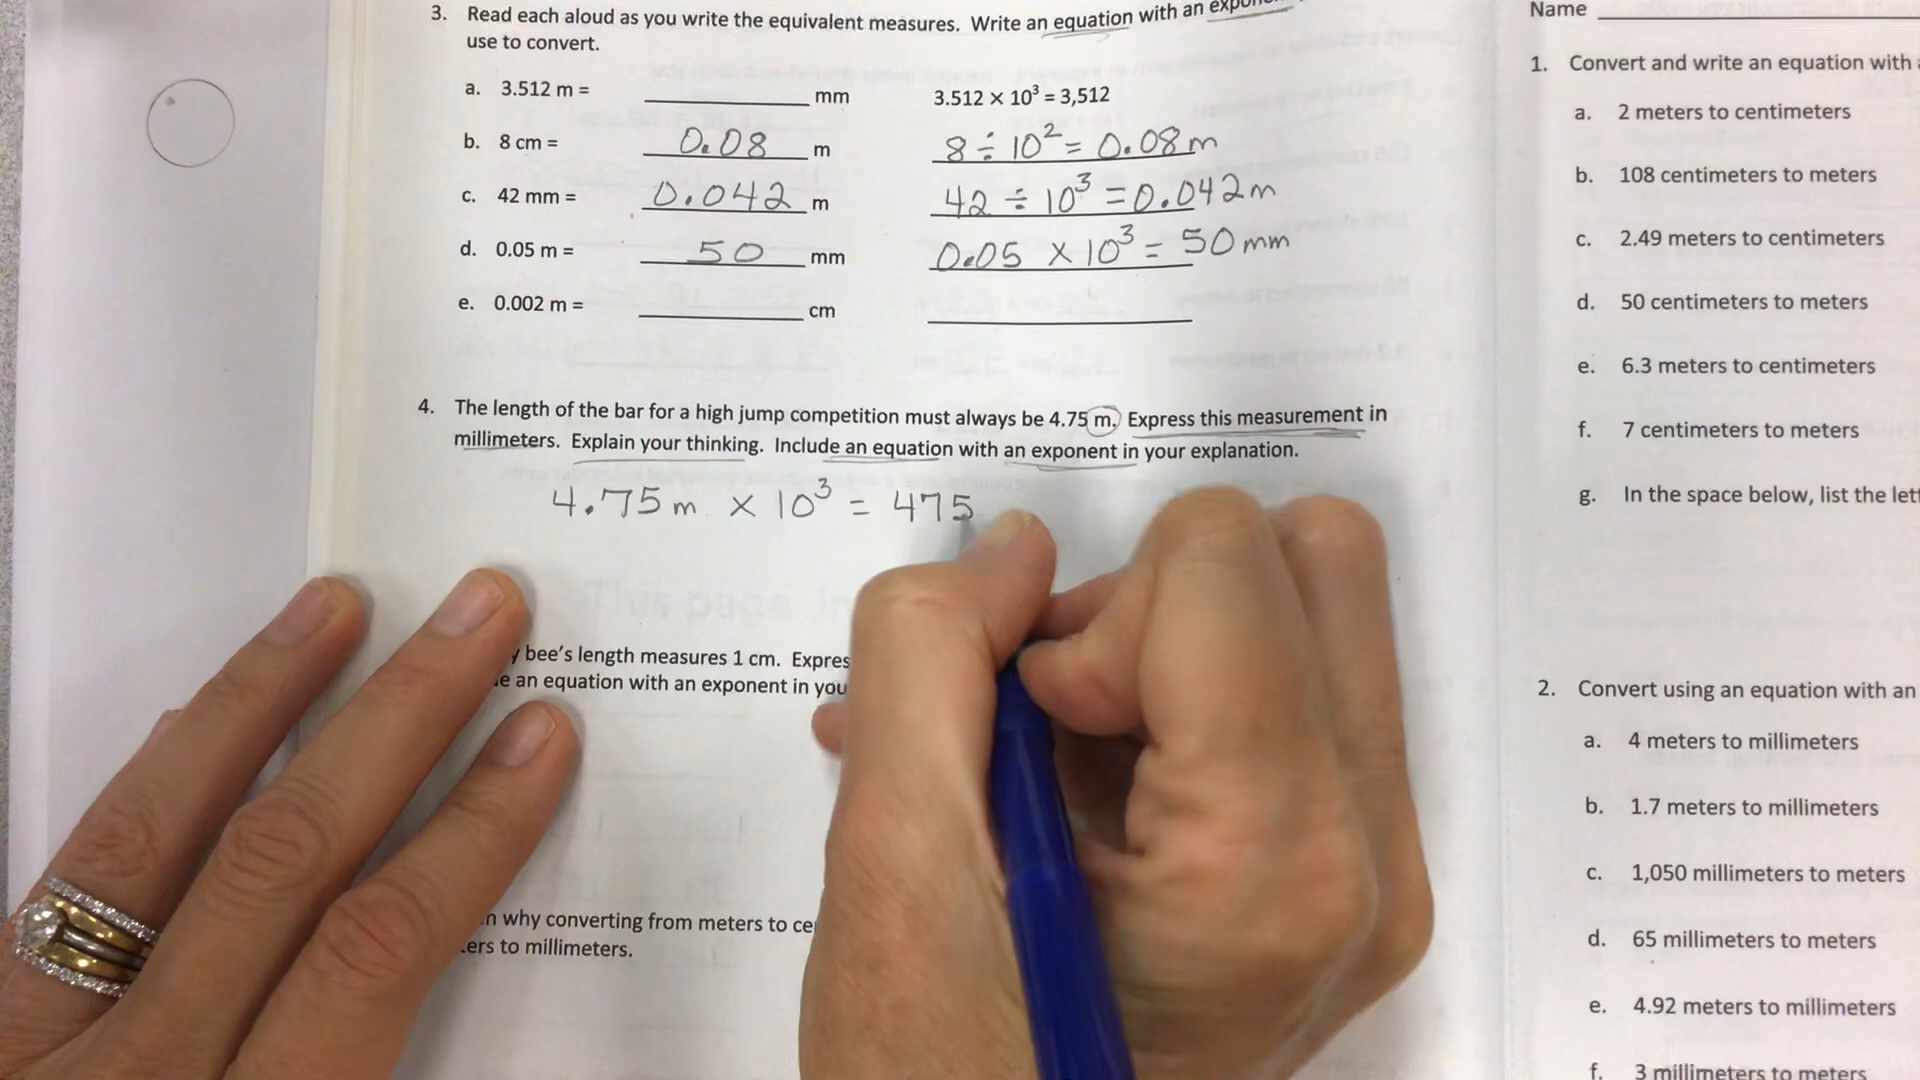 3. Read each aloud as you write the equivalent measures. Write an equation with an
use to convert.
a. 3.512 m = ____________ mm 3.512 × 10³ = 3,512
b. 8 cm = 0.08 m 8 ÷ 10² = 0.08 m
c. 42 mm = 0.042 m 42 ÷ 10³ = 0.042 m
d. 0.05 m = 50 mm 0.05 × 10³ = 50 mm
e. 0.002 m = ____________ cm ____________
4. The length of the bar for a high jump competition must always be 4.75 m. Express this measurement in
millimeters. Explain your thinking. Include an equation with an exponent in your explanation.
4.75 m × 10³ = 475
bee's length measures 1 cm.
an equation with an exponent in
why converting from meters to
to millimeters.
Name ____________
1. Convert and write an equation with
a. 2 meters to centimeters
b. 108 centimeters to meters
c. 2.49 meters to centimeters
d. 50 centimeters to meters
e. 6.3 meters to centimeters
f. 7 centimeters to meters
g. In the space below, list the
2. Convert using an equation with an
a. 4 meters to millimeters
b. 1.7 meters to millimeters
c. 1,050 millimeters to meters
d. 65 millimeters to meters
e. 4.92 meters to millimeters
f. 3 millimeters to meters